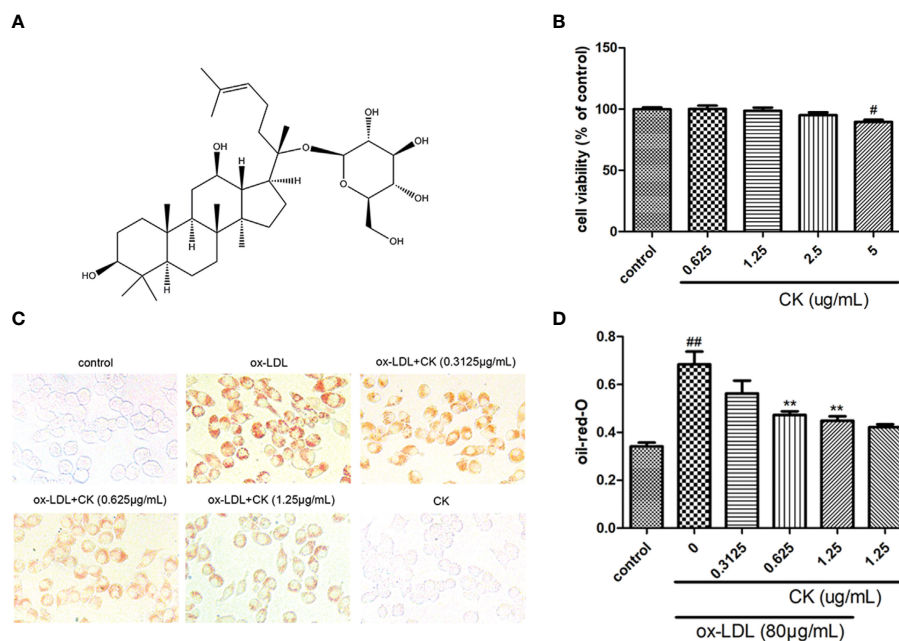 A
OH
OH
O
OH
H
OH
H
O
OH
H
H
OH
HO
H
B
cell viability (% of control)
150
100
50
0
#
control
0.625
1.25
2.5
5
CK (ug/mL)
C
control
ox-LDL
ox-LDL+CK (0.3125μg/mL)
ox-LDL+CK (0.625μg/mL)
ox-LDL+CK (1.25μg/mL)
CK
D
oil-red-O
0.8
0.6
0.4
0.2
0.0
##
**
**
control
0
0.3125
0.625
1.25
1.25
CK (ug/mL)
ox-LDL (80μg/mL)